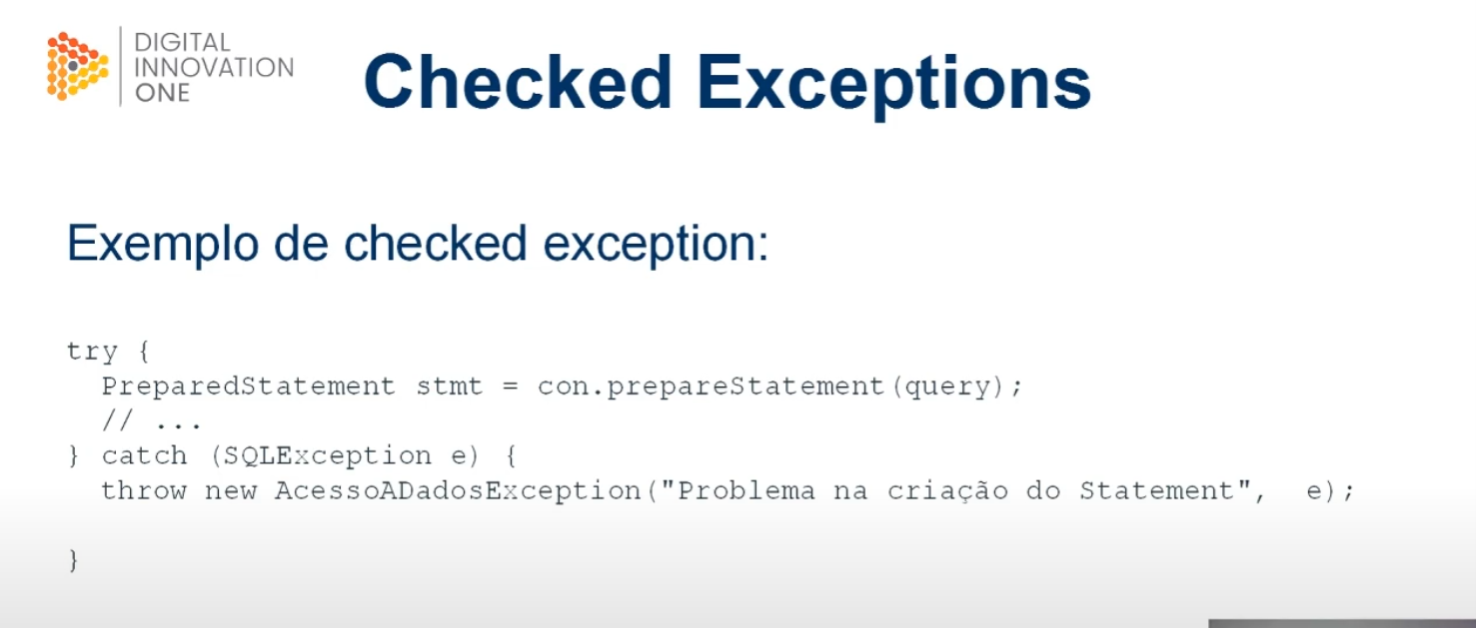 DIGITAL
INNOVATION
ONE
Checked Exceptions
Exemplo de checked exception:
try {
PreparedStatement stmt = con.prepareStatement(query);
// ...
} catch (SQLException e) {
throw new AcessoADadosException("Problema na criação do Statement", e);
}